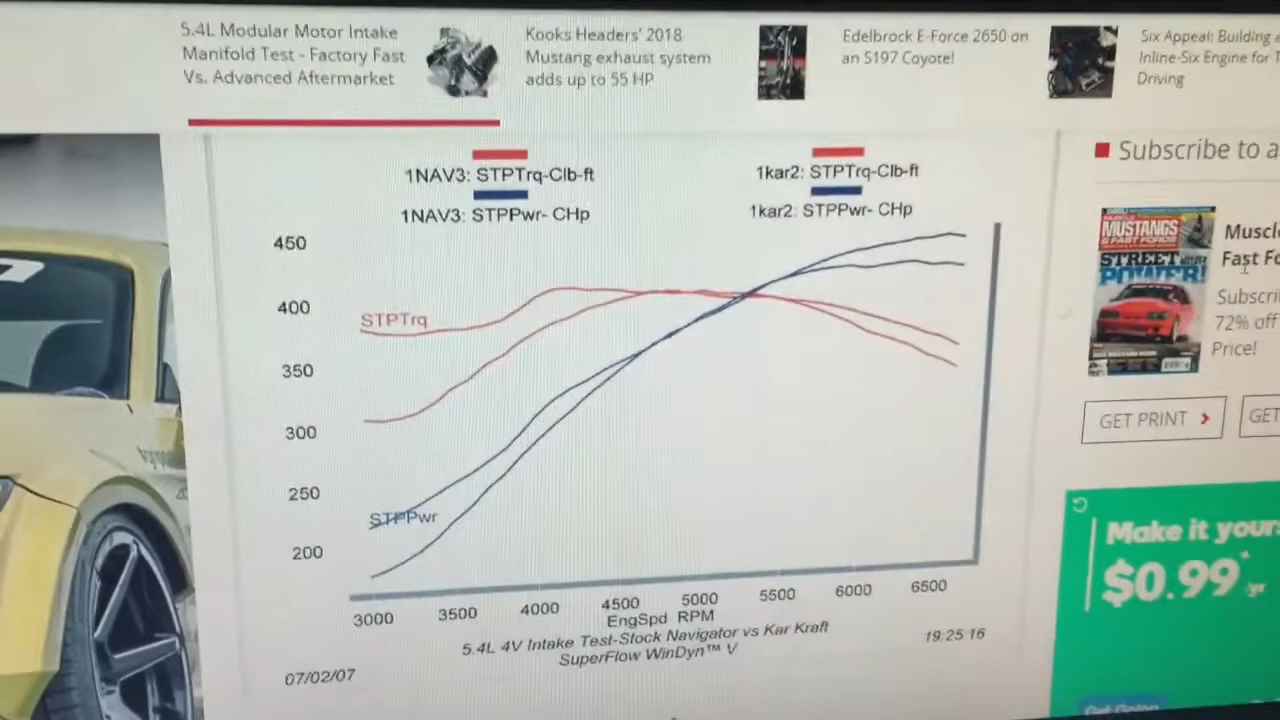 5.4L Modular Motor Intake
Manifold Test - Factory Fast
Vs. Advanced Aftermarket
Kooks Headers' 2018
Mustang exhaust system
adds up to 55 HP
Edelbrock E-Force 2650 on
an S197 Coyote!
Six Appeal: Building
Inline-Six Engine for
Driving
1NAV3: STPTrq-Clb-ft
1NAV3: STPPwr- CHp
1kar2: STPTrq-Clb-ft
1kar2: STPPwr- CHp
450
400
350
300
250
200
STPTrq
STPPwr
3000
3500
4000
4500
5000
5500
6000
6500
EngSpd RPM
5.4L 4V Intake Test-Stock Navigator vs Kar Kraft
SuperFlow WinDyn™ V
07/02/07
19:25:16
Subscribe to a
MUSTANGS
& FAST FORDS
STREET
POWER!
Muscl
Fast Fo
Subscri
72% off
Price!
GET PRINT
GET
Make it your
$0.99*
yr
Get Going